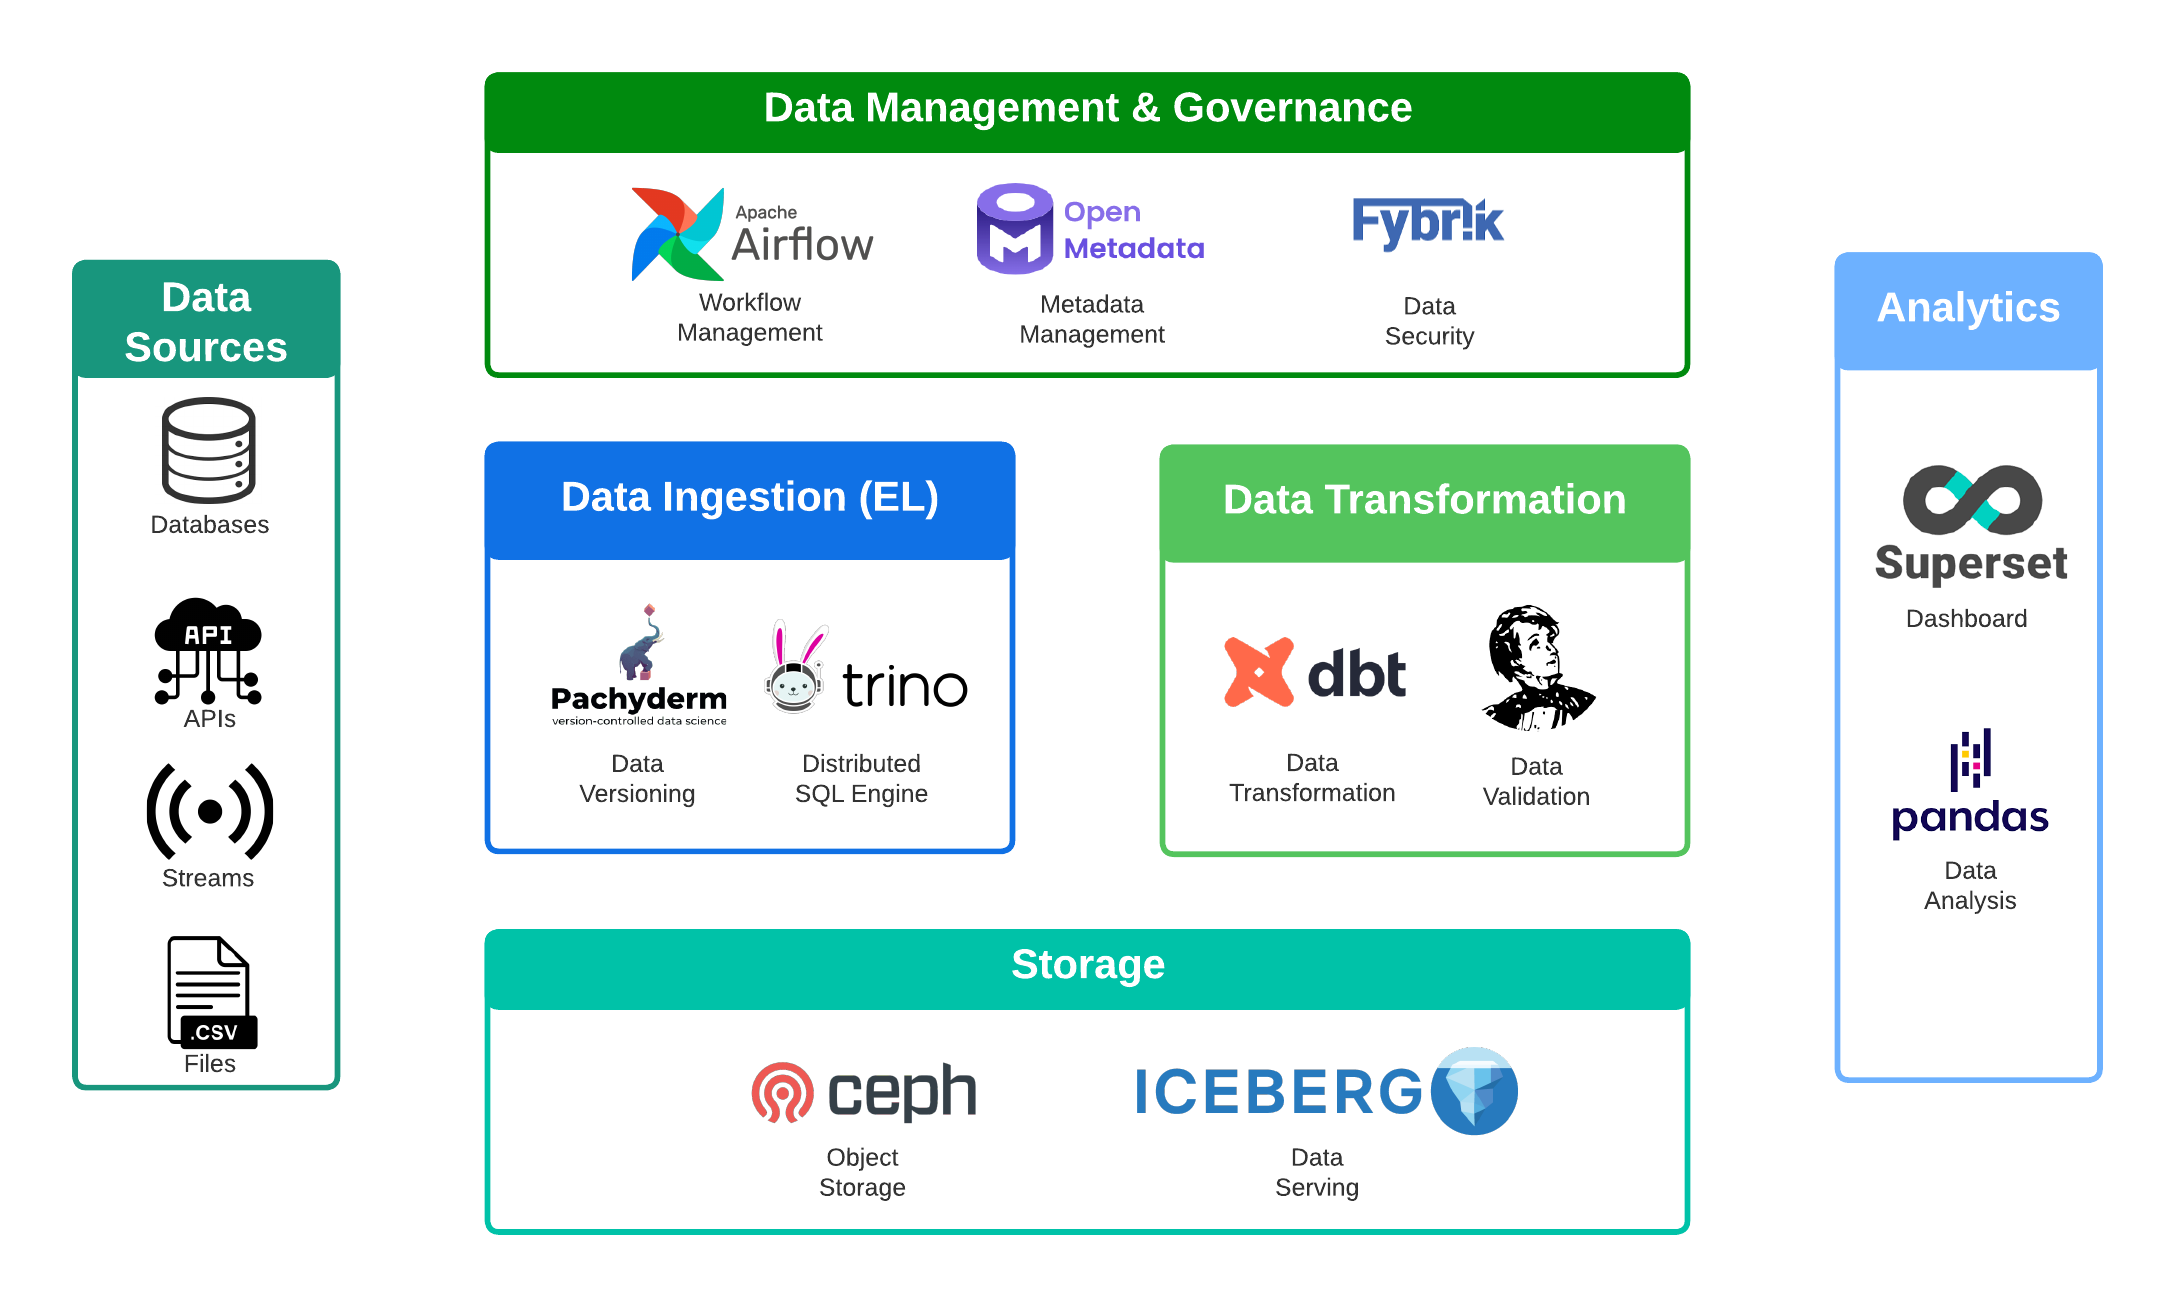 Data Management & Governance
Apache
Airflow
Workflow
Management
Open
Metadata
Metadata
Management
Fybrik
Data
Security
Data
Sources
Databases
API
APIs
Streams
.CSV
Files
Data Ingestion (EL)
Pachyderm
version-controlled data science
Data
Versioning
trino
Distributed
SQL Engine
Data Transformation
dbt
Data
Transformation
Data
Validation
Storage
ceph
Object
Storage
ICEBERG
Data
Serving
Analytics
Superset
Dashboard
pandas
Data
Analysis